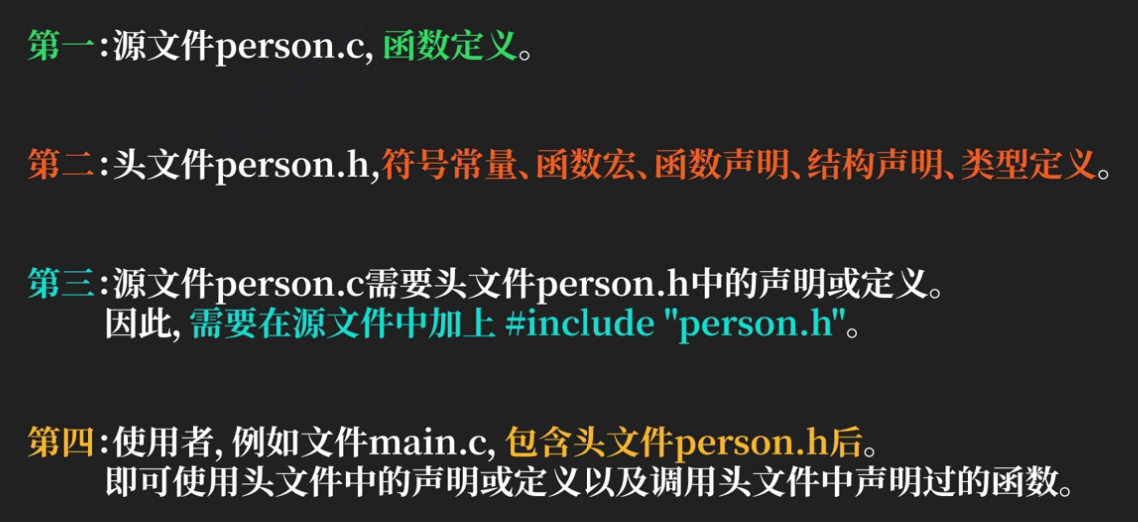 第一:源文件person.c, 函数定义。
第二:头文件person.h,符号常量、函数宏、函数声明、结构声明、类型定义。
第三:源文件person.c需要头文件person.h中的声明或定义。
因此, 需要在源文件中加上 #include "person.h"。
第四:使用者, 例如文件main.c, 包含头文件person.h后。
即可使用头文件中的声明或定义以及调用头文件中声明过的函数。